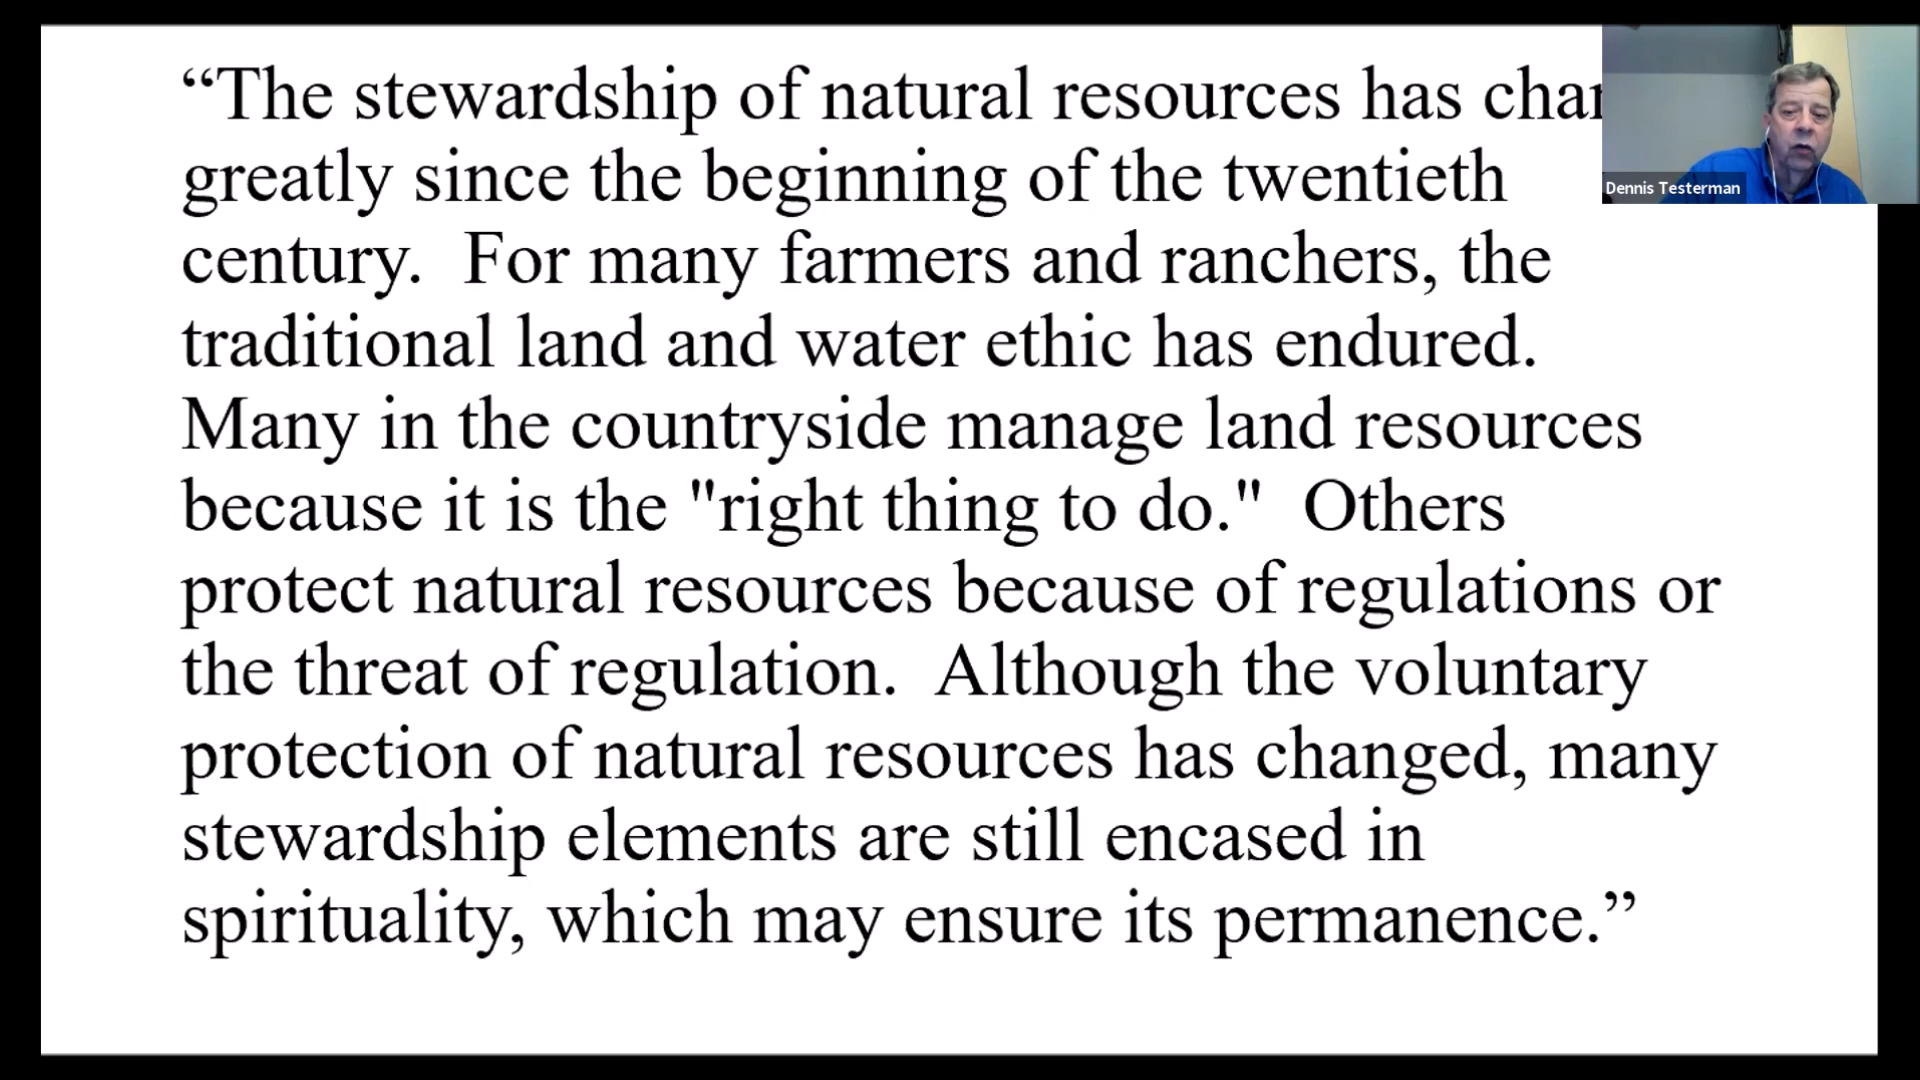 “The stewardship of natural resources has
greatly since the beginning of the twentieth
century.  For many farmers and ranchers, the
traditional land and water ethic has endured.
Many in the countryside manage land resources
because it is the "right thing to do."  Others
protect natural resources because of regulations or
the threat of regulation.  Although the voluntary
protection of natural resources has changed, many
stewardship elements are still encased in
spirituality, which may ensure its permanence.”
Dennis Testerman